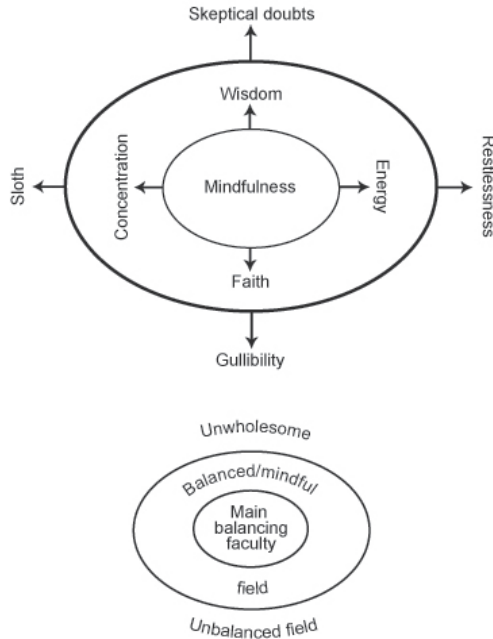 Skeptical doubts
Wisdom
Sloth
Concentration
Mindfulness
Energy
Restlessness
Faith
Gullibility
Unwholesome
Balanced/mindful
Main
balancing
faculty
field
Unbalanced field